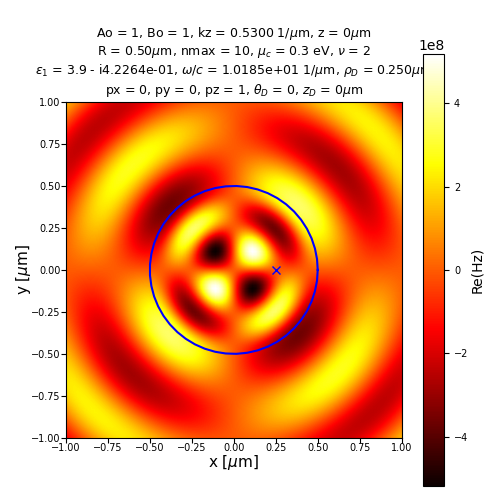 Ao = 1, Bo = 1, kz = 0.5300 1/μm, z = 0μm
R = 0.50μm, nmax = 10, μc = 0.3 eV, ν = 2
ε1 = 3.9 - i4.2264e-01, ω/c = 1.0185e+01 1/μm, ρD = 0.250μ
px = 0, py = 0, pz = 1, θD = 0, zD = 0μm
1e8
1.00
0.75
0.50
0.25
0.00
−0.25
−0.50
−0.75
−1.00
y [μm]
−1.00 −0.75 −0.50 −0.25 0.00 0.25 0.50 0.75 1.00
x [μm]
4
2
0
−2
−4
Re(Hz)